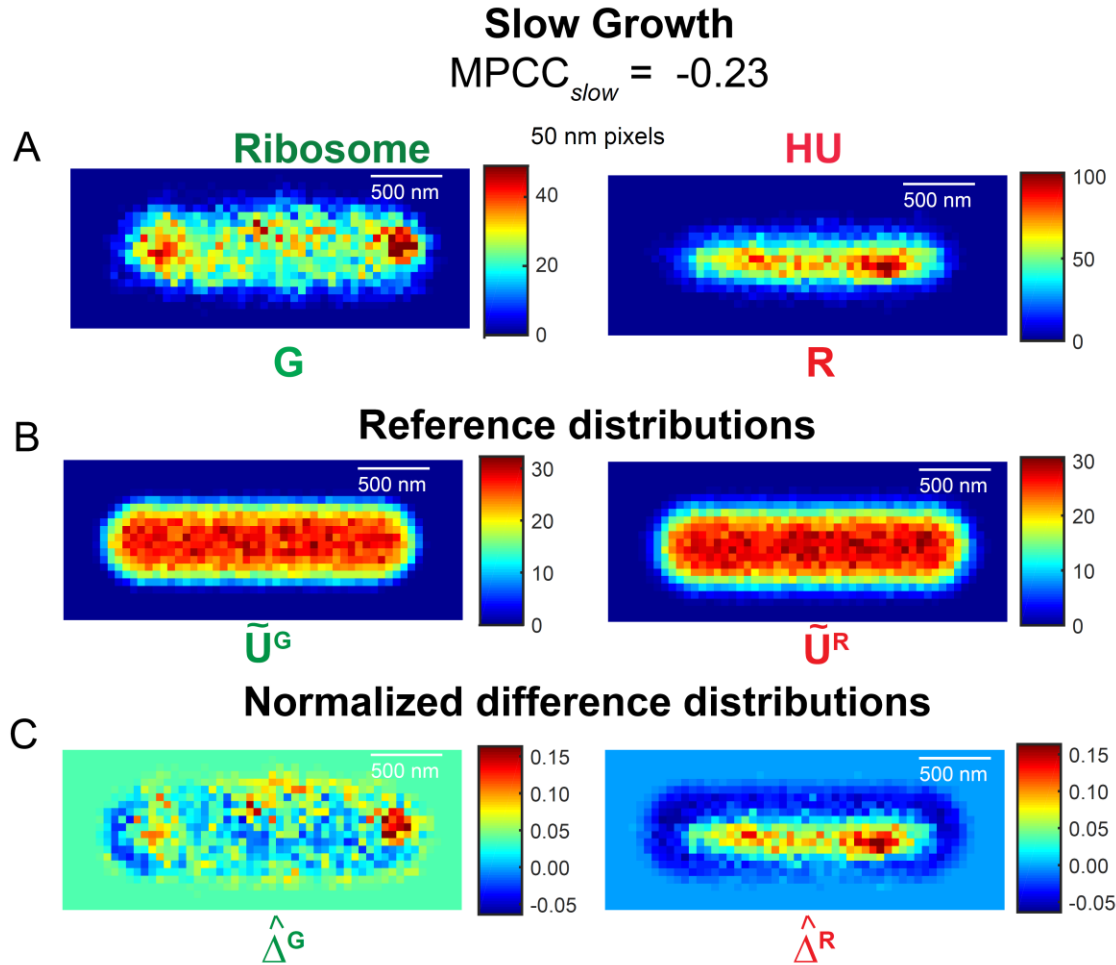 Slow Growth
MPCC_slow = -0.23
A
Ribosome
50 nm pixels
HU
500 nm
40
20
0
500 nm
100
50
0
G
R
B
Reference distributions
500 nm
30
20
10
0
500 nm
30
20
10
0
Ũᴳ
Ũᴿ
Normalized difference distributions
C
500 nm
0.15
0.10
0.05
0.00
-0.05
500 nm
0.15
0.10
0.05
0.00
-0.05
Δ̂ᴳ
Δ̂ᴿ